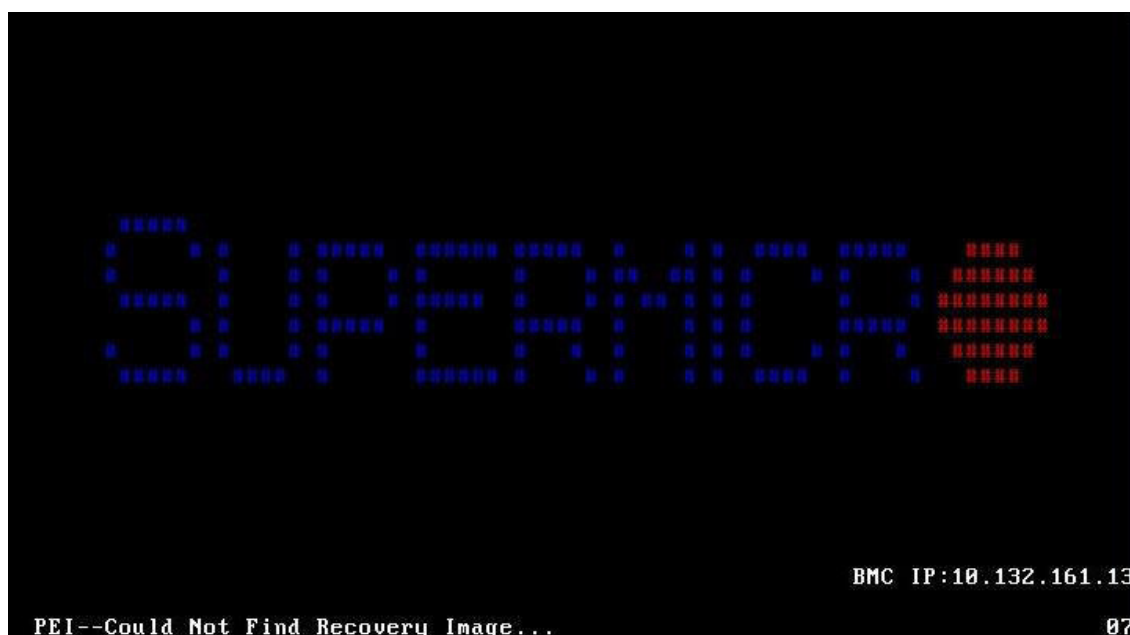 SUPERMICRO
BMC IP:10.132.161.13
PEI--Could Not Find Recovery Image...
07